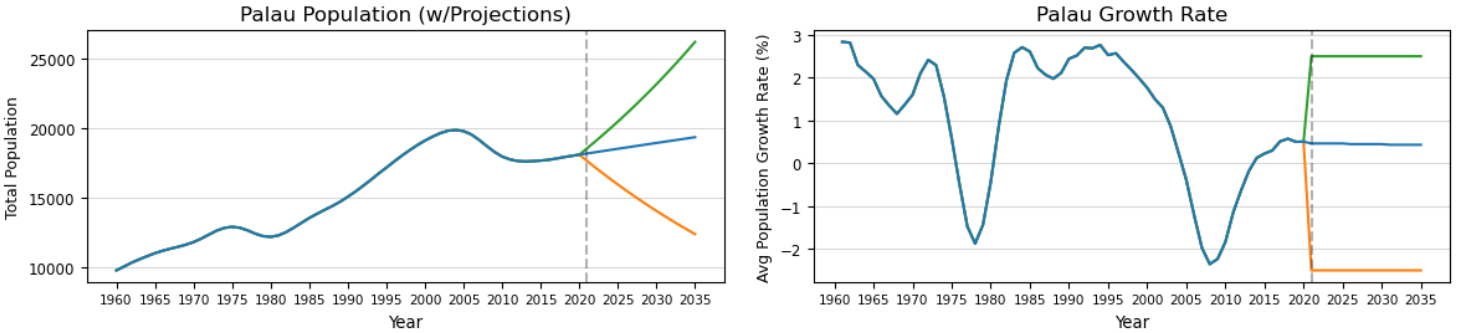 Palau Population (w/Projections)
Total Population
25000
20000
15000
10000
1960 1965 1970 1975 1980 1985 1990 1995 2000 2005 2010 2015 2020 2025 2030 2035
Year
Palau Growth Rate
Avg Population Growth Rate (%)
3
2
1
0
−1
−2
1960 1965 1970 1975 1980 1985 1990 1995 2000 2005 2010 2015 2020 2025 2030 2035
Year